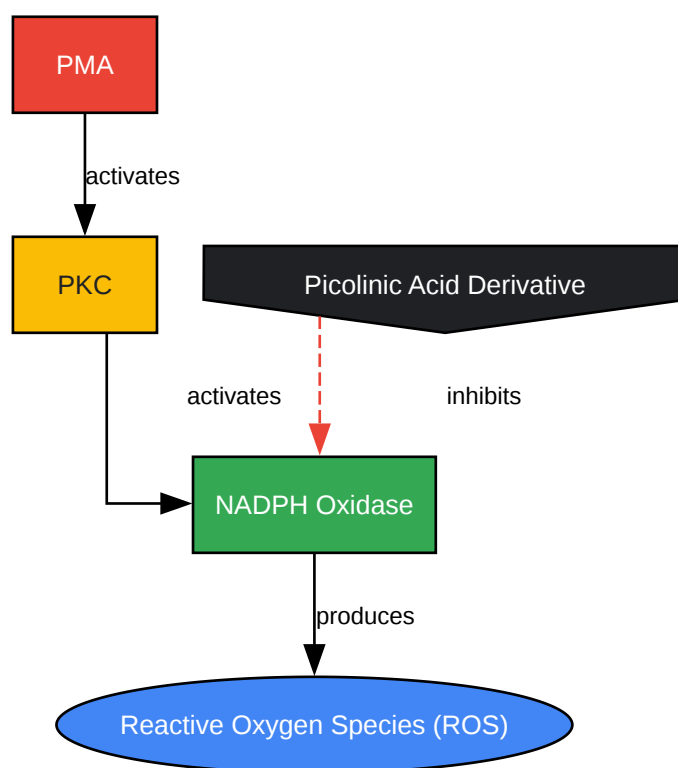 PMA
activates
PKC
Picolinic Acid Derivative
activates
inhibits
NADPH Oxidase
produces
Reactive Oxygen Species (ROS)